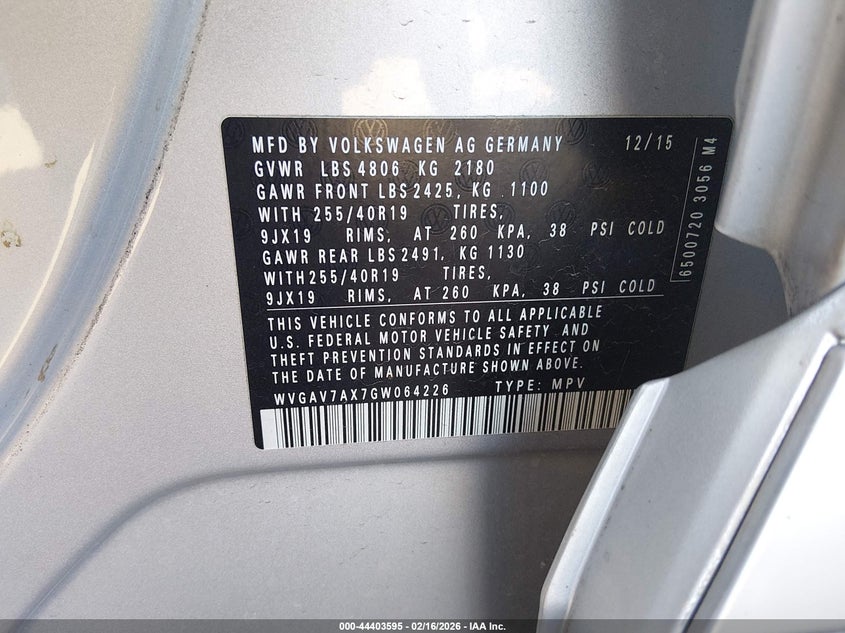 MFD BY VOLKSWAGEN AG GERMANY 12/15
GVWR LBS 4806 KG 2180
GAWR FRONT LBS 2425, KG 1100
WITH 255/40R19 TIRES,
9JX19 RIMS, AT 260 KPA, 38 PSI COLD
GAWR REAR LBS 2491, KG 1130
WITH 255/40R19 TIRES,
9JX19 RIMS, AT 260 KPA, 38 PSI COLD
THIS VEHICLE CONFORMS TO ALL APPLICABLE
U.S. FEDERAL MOTOR VEHICLE SAFETY AND
THEFT PREVENTION STANDARDS IN EFFECT ON
THE DATE OF MANUFACTURE SHOWN ABOVE.
WVGAV7AX7GW064226 TYPE: MPV
6500720 3056 M4
000-44403595 - 02/16/2026 - IAA Inc.